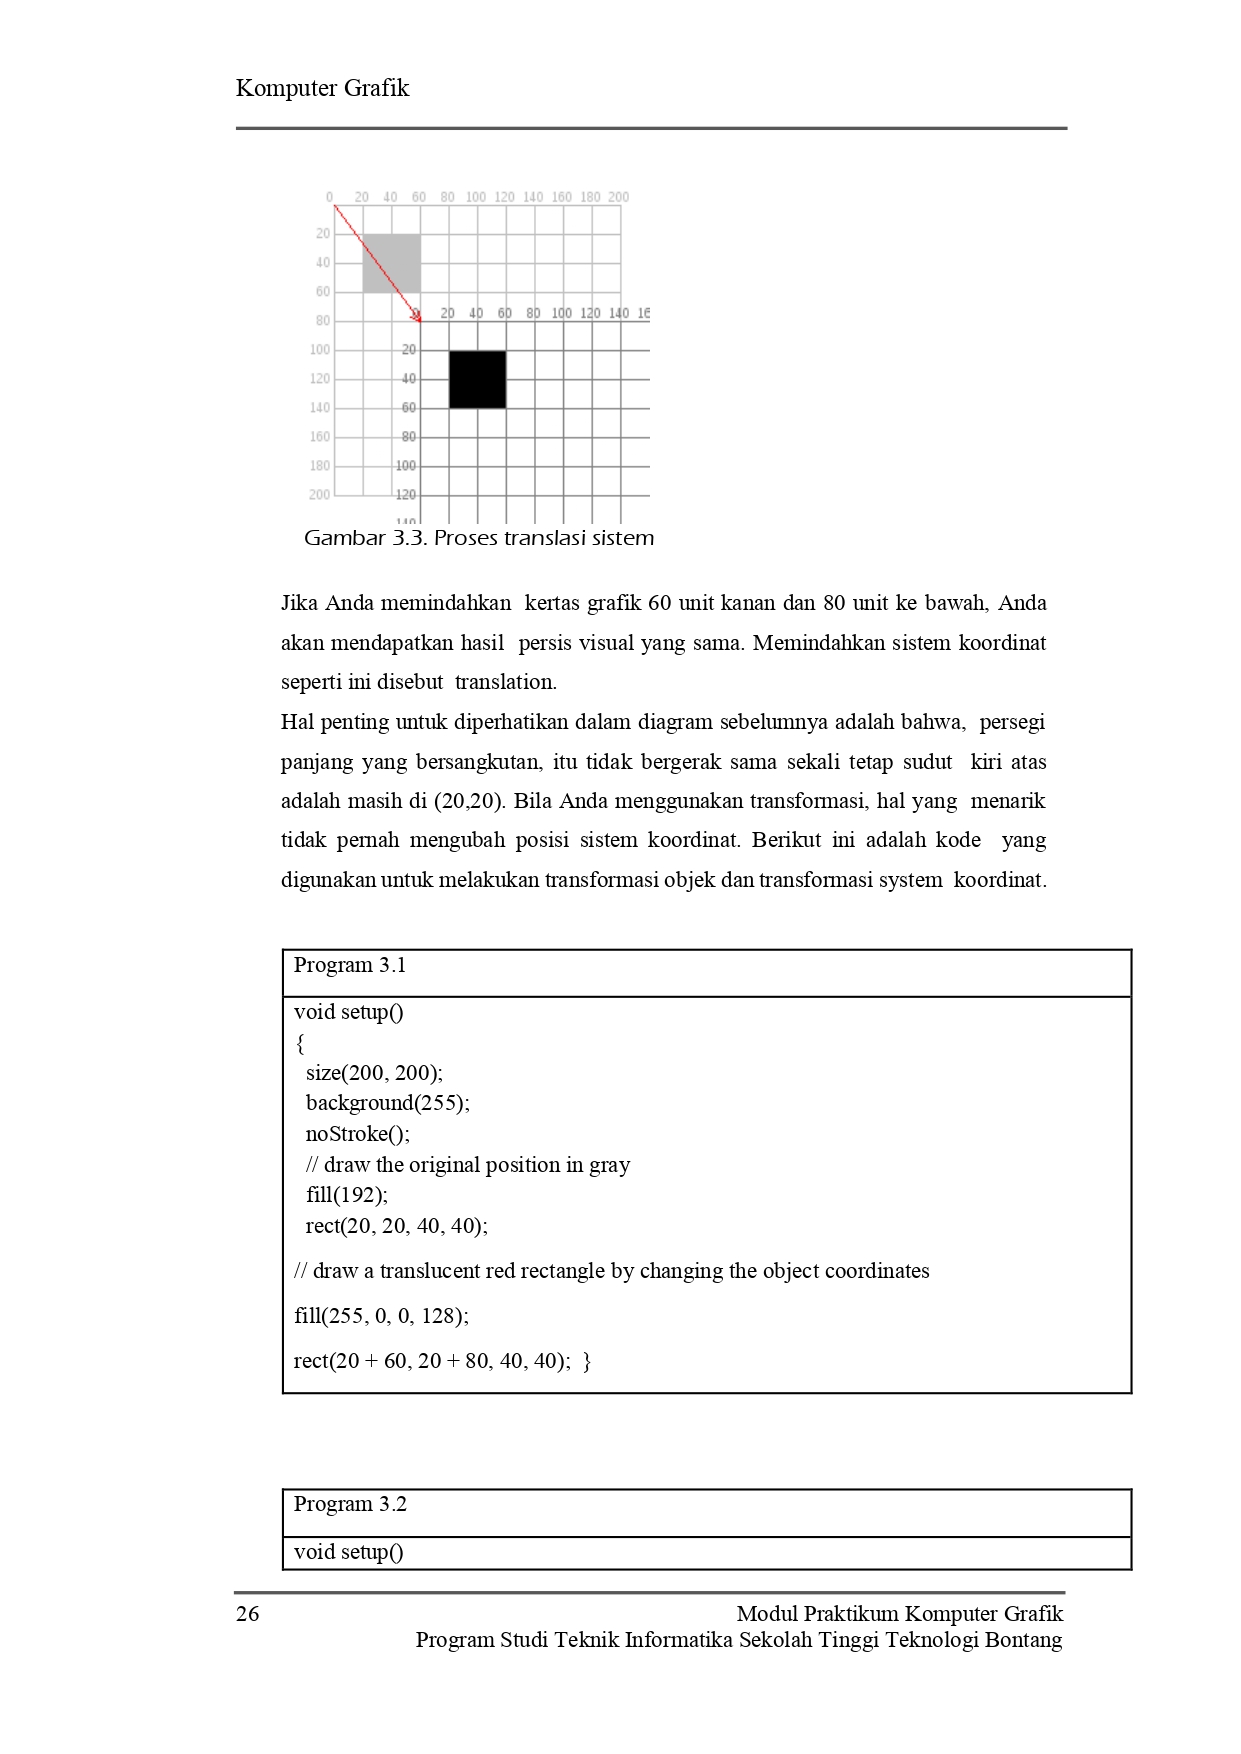 Komputer Grafik
0 20 40 60 80 100 120 140 160 180 200
20
40
60
0 20 40 60 80 100 120 140 16
80
100 20
120 40
140 60
160 80
180 100
200 120
140
Gambar 3.3. Proses translasi sistem
Jika Anda memindahkan kertas grafik 60 unit kanan dan 80 unit ke bawah, Anda
akan mendapatkan hasil persis visual yang sama. Memindahkan sistem koordinat
seperti ini disebut translation.
Hal penting untuk diperhatikan dalam diagram sebelumnya adalah bahwa, persegi
panjang yang bersangkutan, itu tidak bergerak sama sekali tetap sudut kiri atas
adalah masih di (20,20). Bila Anda menggunakan transformasi, hal yang menarik
tidak pernah mengubah posisi sistem koordinat. Berikut ini adalah kode yang
digunakan untuk melakukan transformasi objek dan transformasi system koordinat.
Program 3.1
void setup()
{
size(200, 200);
background(255);
noStroke();
// draw the original position in gray
fill(192);
rect(20, 20, 40, 40);
// draw a translucent red rectangle by changing the object coordinates
fill(255, 0, 0, 128);
rect(20 + 60, 20 + 80, 40, 40); }
Program 3.2
void setup()
26 Modul Praktikum Komputer Grafik
Program Studi Teknik Informatika Sekolah Tinggi Teknologi Bontang